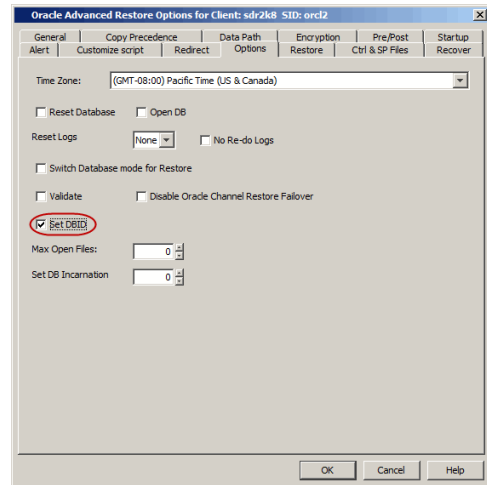 Oracle Advanced Restore Options for Client: sdr2k8 SID: orcl2
General Copy Precedence Data Path Encryption Pre/Post Startup
Alert Customize script Redirect Options Restore Ctrl & SP Files Recover
Time Zone: (GMT-08:00) Pacific Time (US & Canada)
Reset Database Open DB
Reset Logs None No Re-do Logs
Switch Database mode for Restore
Validate Disable Oracle Channel Restore Failover
Set DBID
Max Open Files: 0
Set DB Incarnation 0
OK Cancel Help